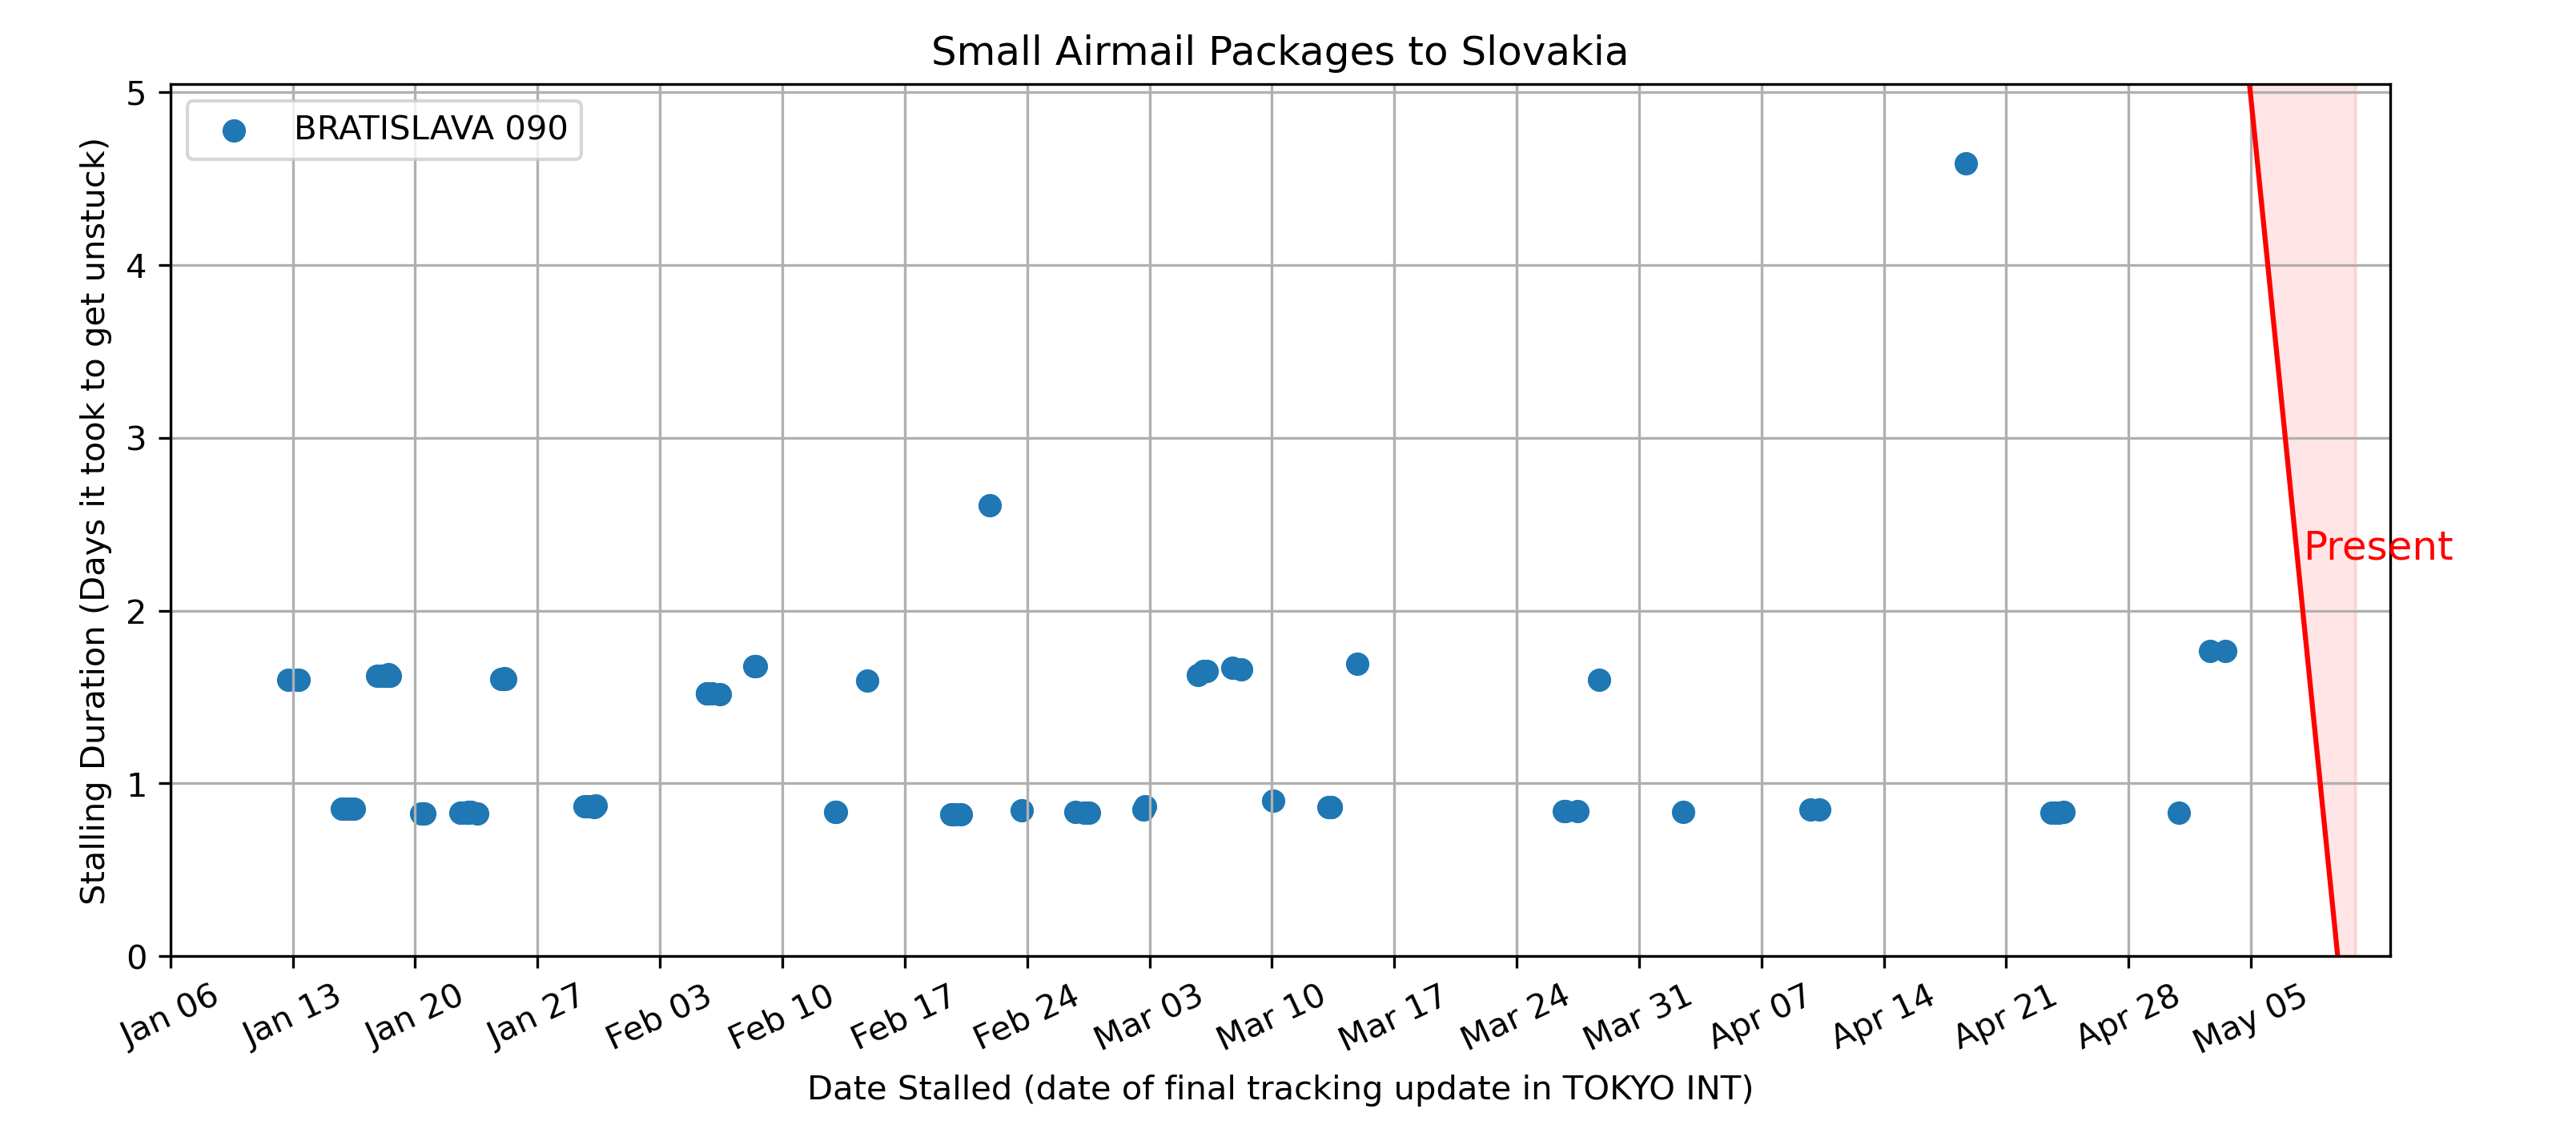 Small Airmail Packages to Slovakia
BRATISLAVA 090
Stalling Duration (Days it took to get unstuck)
5
4
3
2
1
0
Present
Jan 06 Jan 13 Jan 20 Jan 27 Feb 03 Feb 10 Feb 17 Feb 24 Mar 03 Mar 10 Mar 17 Mar 24 Mar 31 Apr 07 Apr 14 Apr 21 Apr 28 May 05
Date Stalled (date of final tracking update in TOKYO INT)